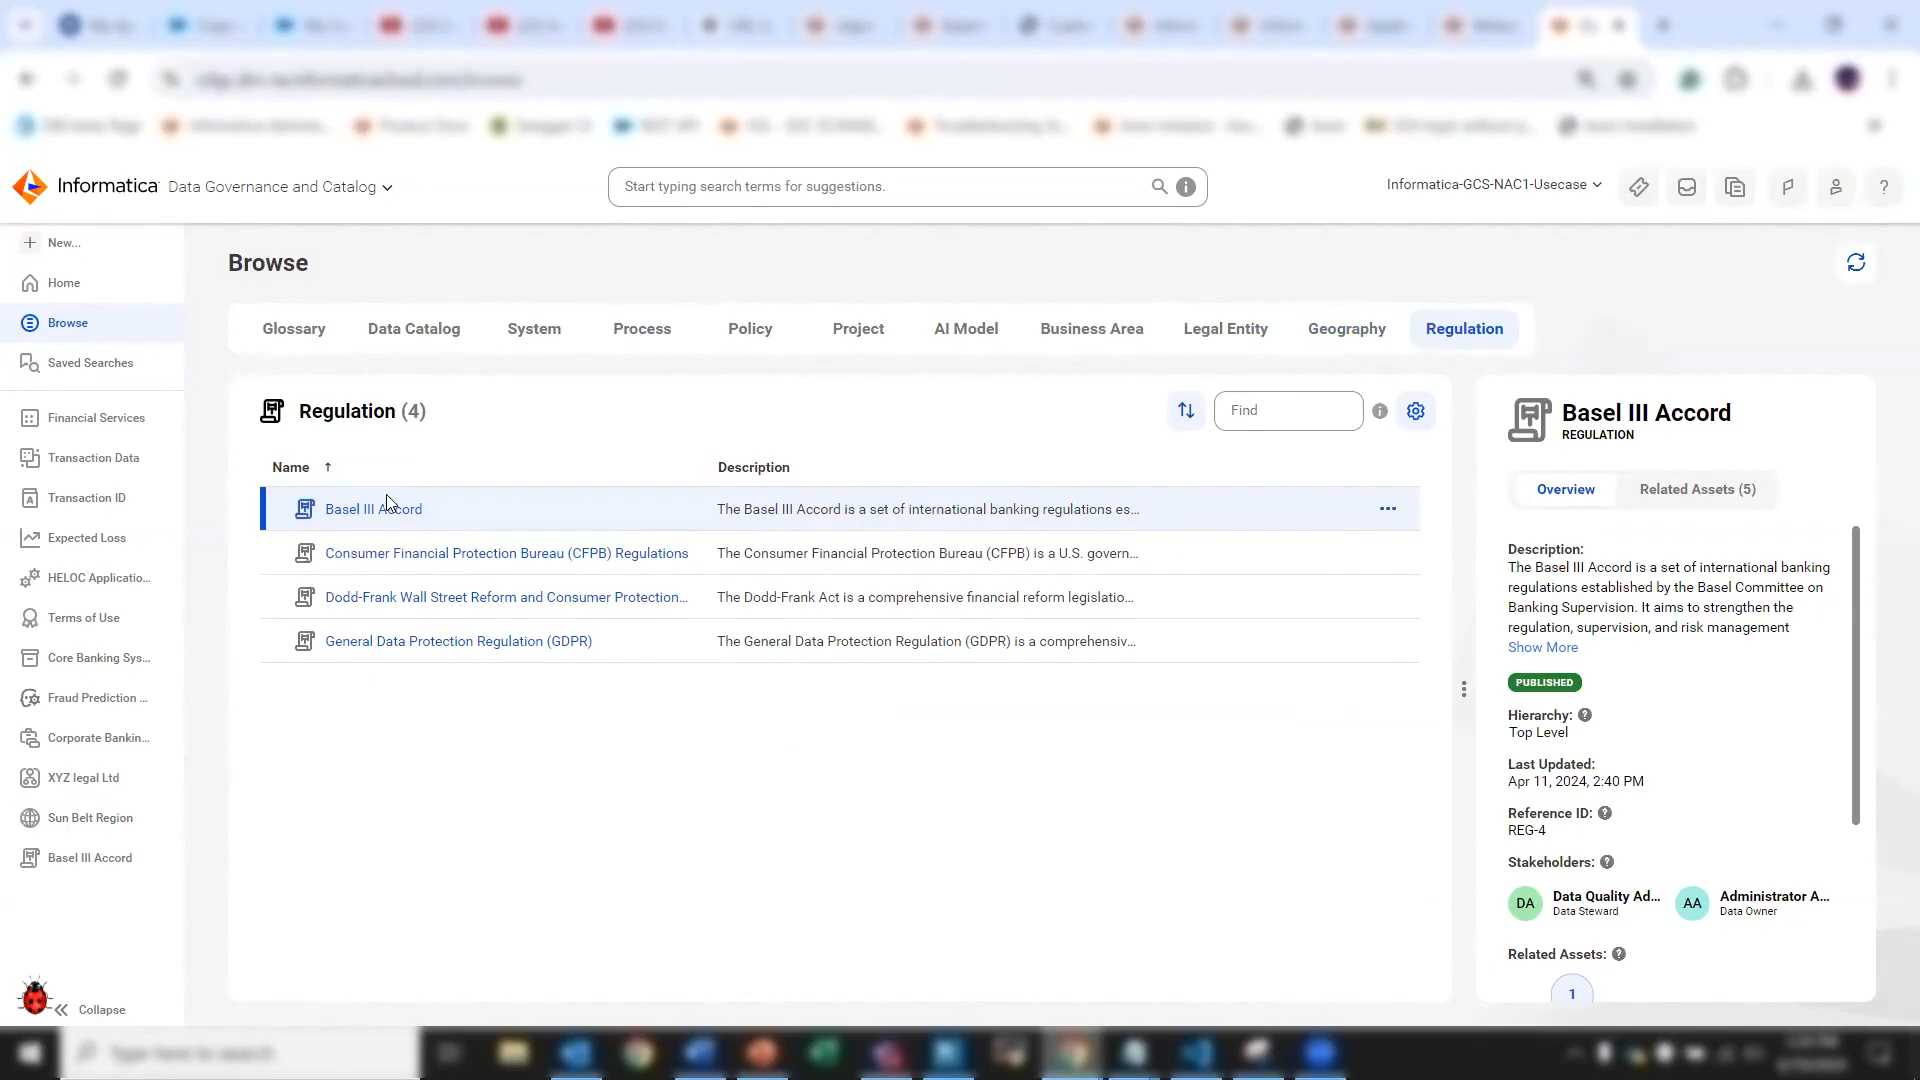 Informatica Data Governance and Catalog
Start typing search terms for suggestions.
Informatica-GCS-NAC1-Usecase
New...
Home
Browse
Saved Searches
Financial Services
Transaction Data
Transaction ID
Expected Loss
HELOC Applicatio...
Terms of Use
Core Banking Sys...
Fraud Prediction ...
Corporate Bankin...
XYZ legal Ltd
Sun Belt Region
Basel III Accord
Collapse
Browse
Glossary Data Catalog System Process Policy Project AI Model Business Area Legal Entity Geography Regulation
Regulation (4)
Find
Name ↑ Description
Basel III Accord The Basel III Accord is a set of international banking regulations es... ...
Consumer Financial Protection Bureau (CFPB) Regulations The Consumer Financial Protection Bureau (CFPB) is a U.S. govern...
Dodd-Frank Wall Street Reform and Consumer Protection... The Dodd-Frank Act is a comprehensive financial reform legislatio...
General Data Protection Regulation (GDPR) The General Data Protection Regulation (GDPR) is a comprehensiv...
Basel III Accord
REGULATION
Overview Related Assets (5)
Description:
The Basel III Accord is a set of international banking
regulations established by the Basel Committee on
Banking Supervision. It aims to strengthen the
regulation, supervision, and risk management
Show More
PUBLISHED
Hierarchy: ?
Top Level
Last Updated:
Apr 11, 2024, 2:40 PM
Reference ID: ?
REG-4
Stakeholders: ?
DA Data Quality Ad... AA Administrator A...
Data Steward Data Owner
Related Assets: ?
1
Type here to search